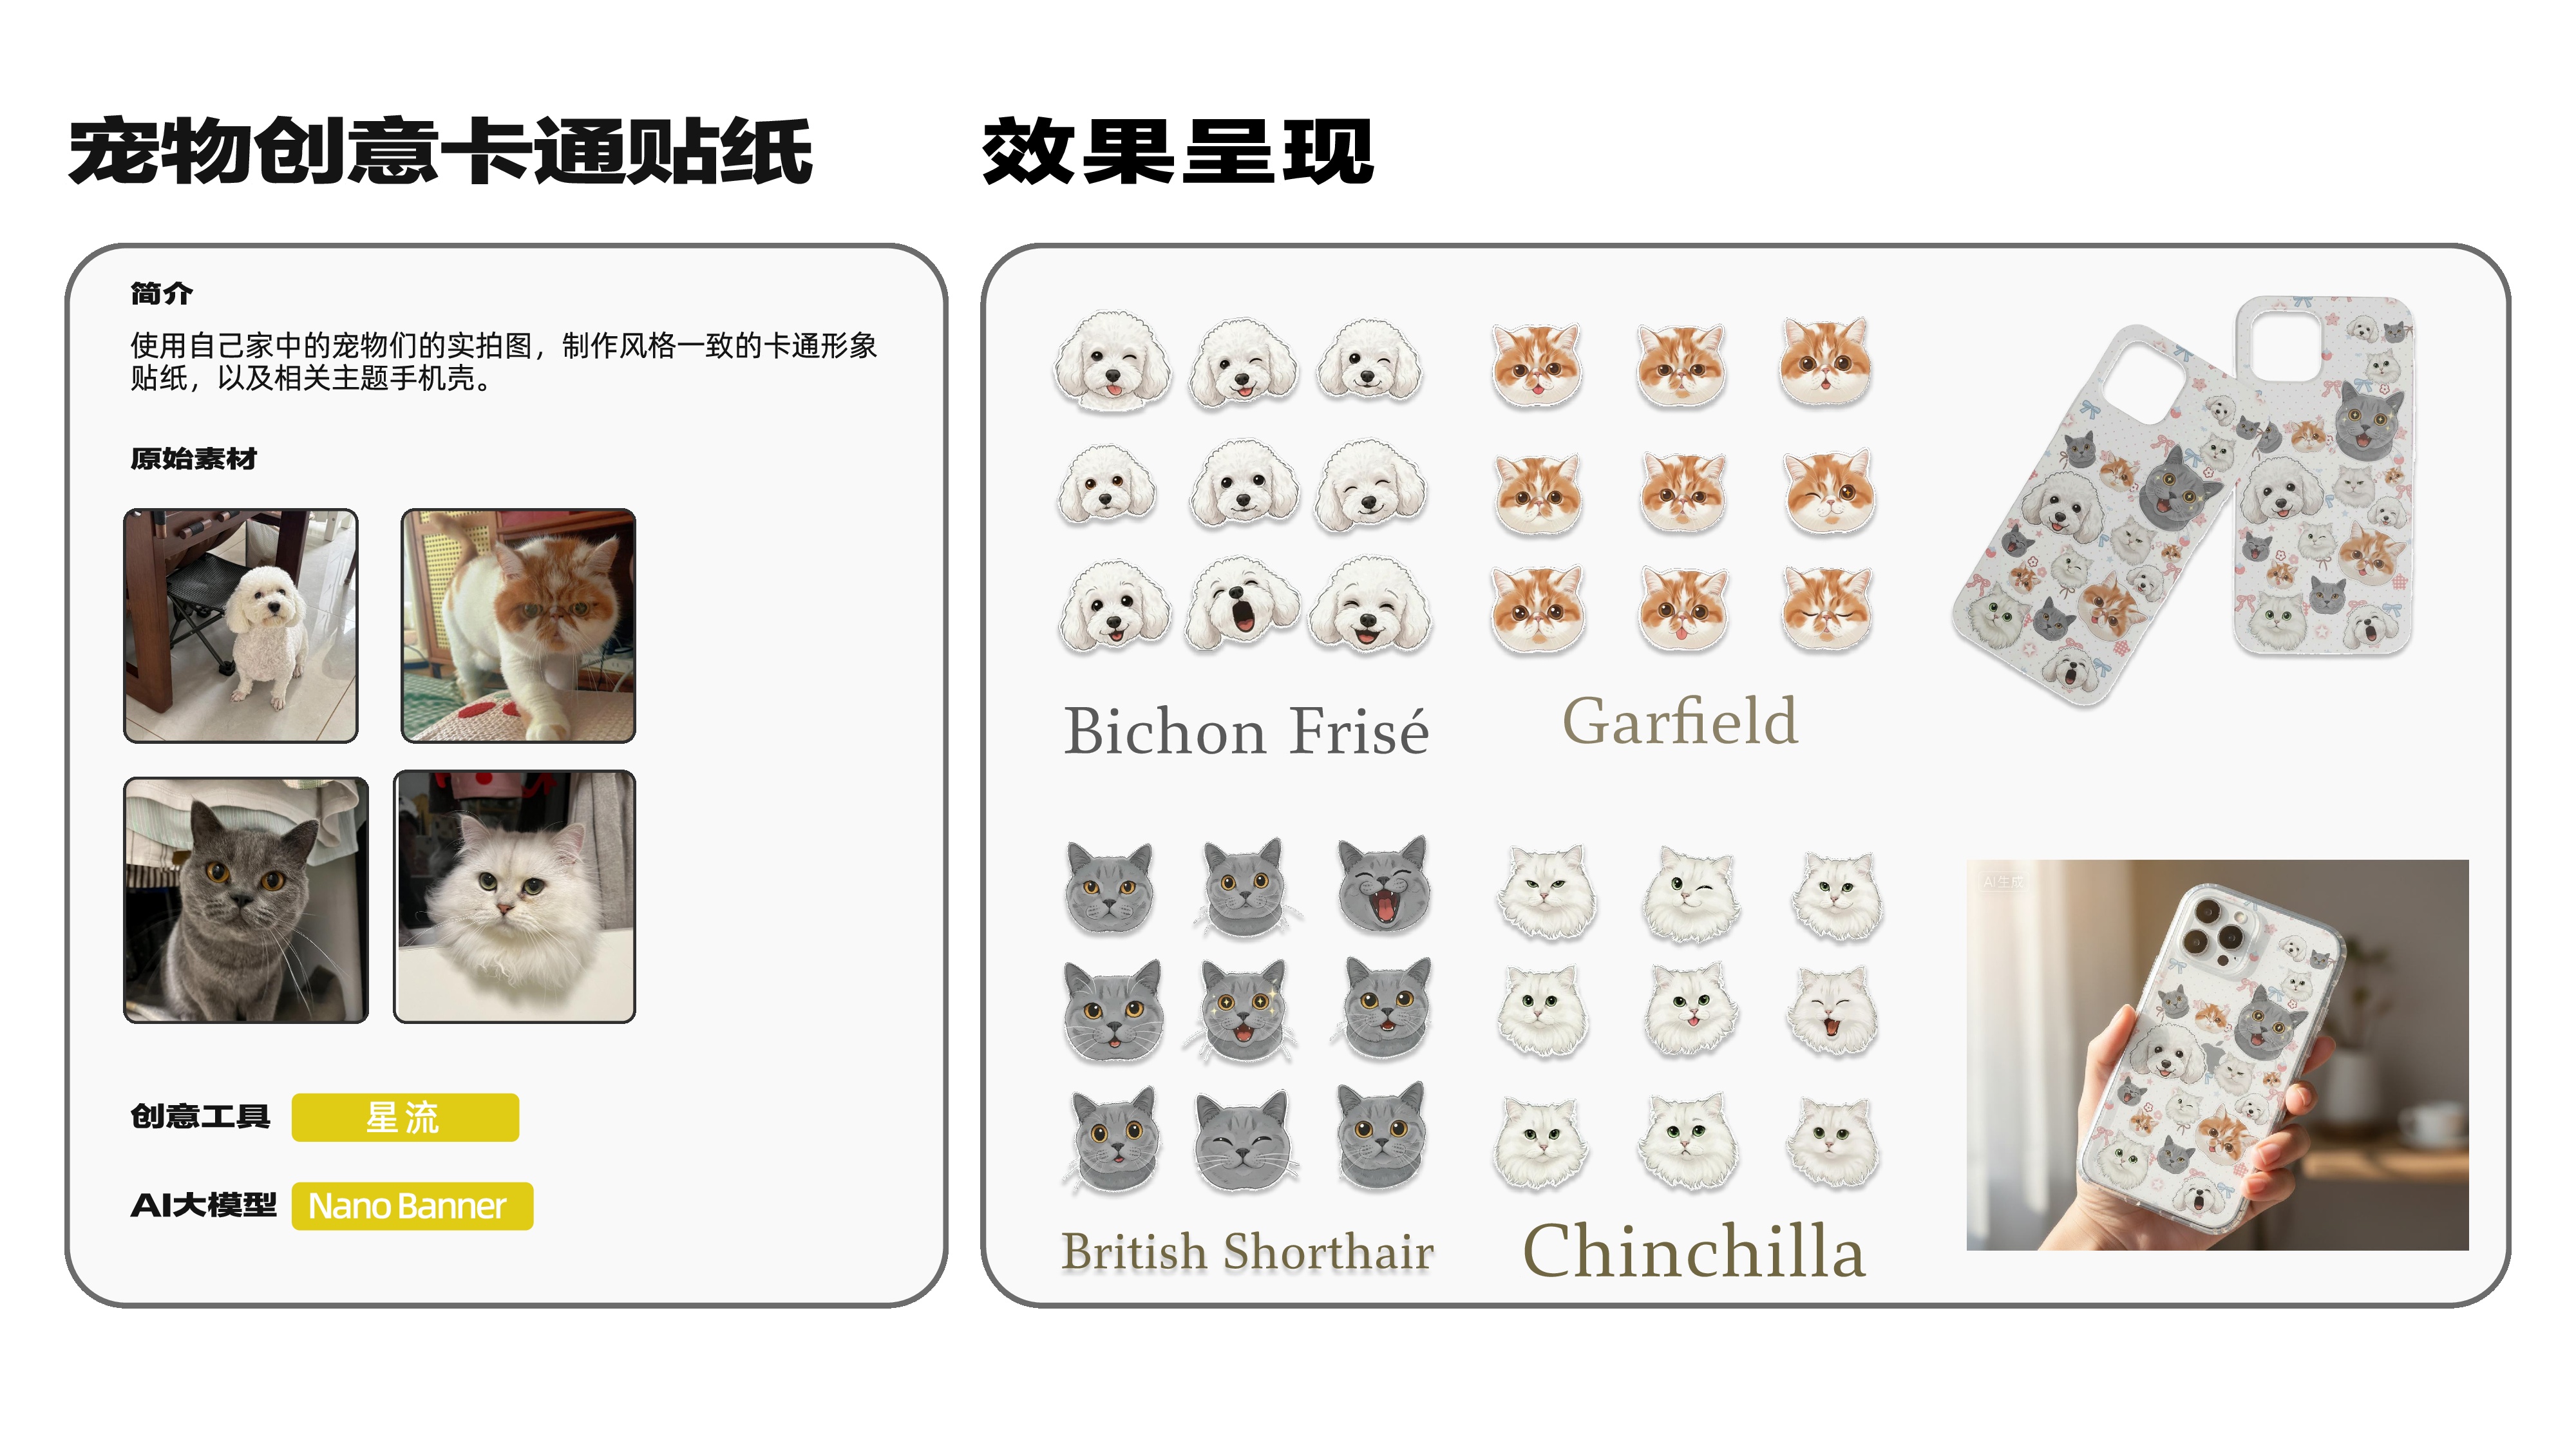 宠物创意卡通贴纸
简介
使用自己家中的宠物们的实拍图，制作风格一致的卡通形象
贴纸，以及相关主题手机壳。
原始素材
创意工具
星流
AI大模型
Nano Banner
效果呈现
Bichon Frisé
Garfield
British Shorthair
Chinchilla
AI生成